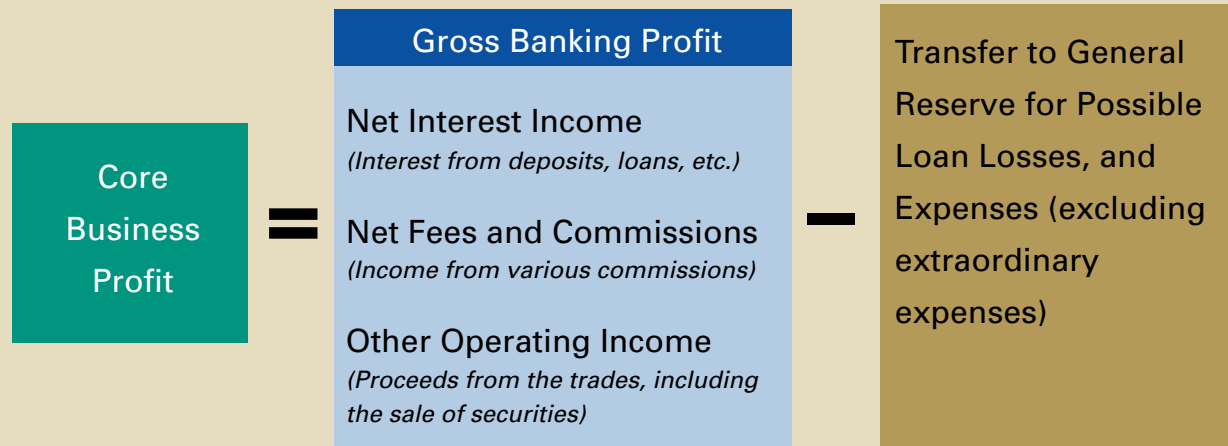 Core
Business
Profit
=
Gross Banking Profit
Net Interest Income
(Interest from deposits, loans, etc.)
Net Fees and Commissions
(Income from various commissions)
Other Operating Income
(Proceeds from the trades, including
the sale of securities)
−
Transfer to General
Reserve for Possible
Loan Losses, and
Expenses (excluding
extraordinary
expenses)